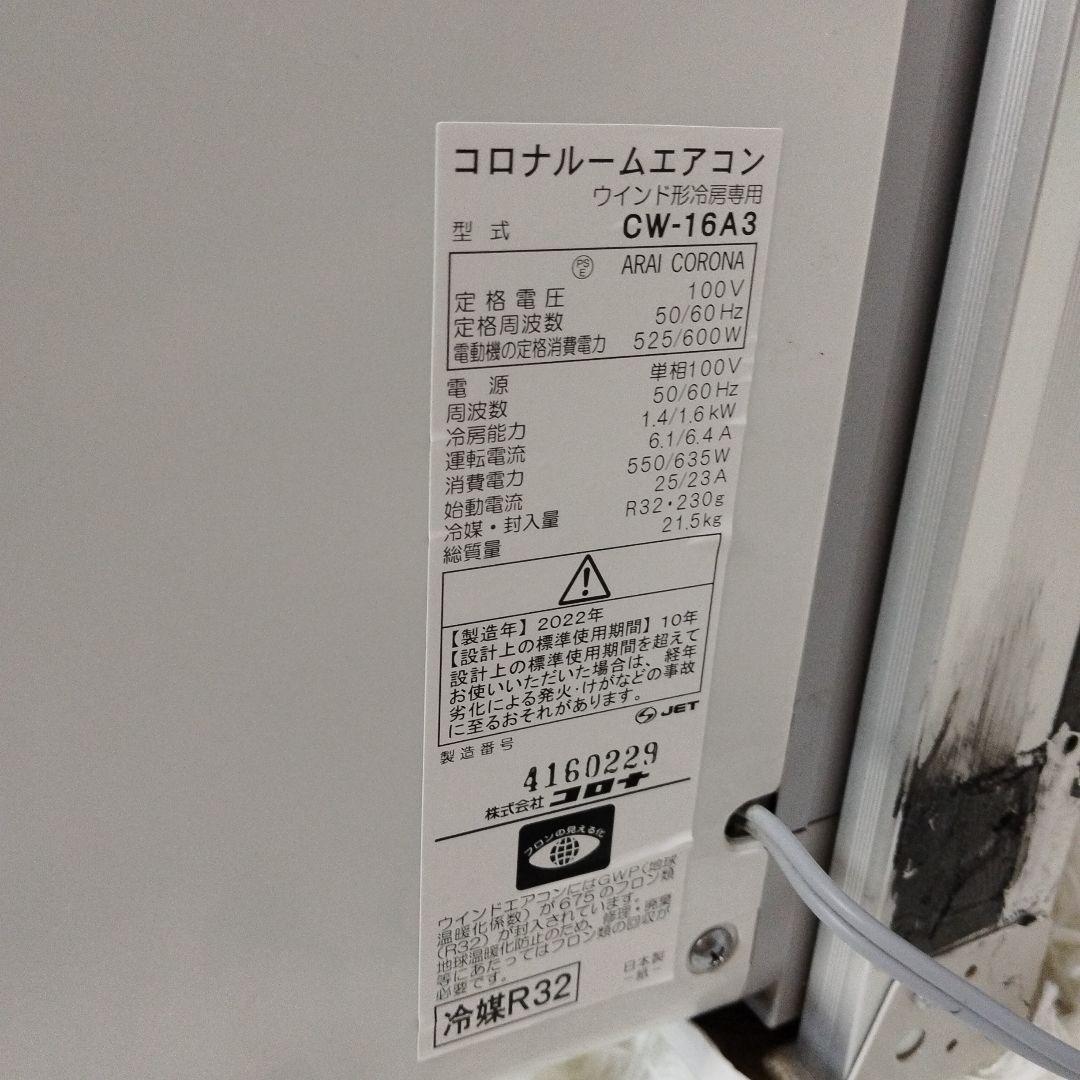 コロナルームエアコン
ウインド形冷房専用
型式 CW-16A3
PS E ARAI CORONA
定格電圧 100V
定格周波数 50/60Hz
電動機の定格消費電力 525/600W
電源 単相100V
周波数 50/60Hz
冷房能力 1.4/1.6kW
運転電流 6.1/6.4A
消費電力 550/635W
始動電流 25/23A
冷媒・封入量 R32・230g
総質量 21.5kg
【製造年】2022年
【設計上の標準使用期間】10年
設計上の標準使用期間を超えて
お使いいただいた場合は、経年
劣化による発火・けがなどの事故
に至るおそれがあります。
JET
製造番号
4160229
株式会社コロナ
フロンの見える化
ウインドエアコンにはGWP(地球
温暖化係数)が675のフロン類
(R32)が封入されています。
地球温暖化防止のため、修理・廃棄
等にあたってはフロン類の回収が
必要です。
日本製
冷媒R32